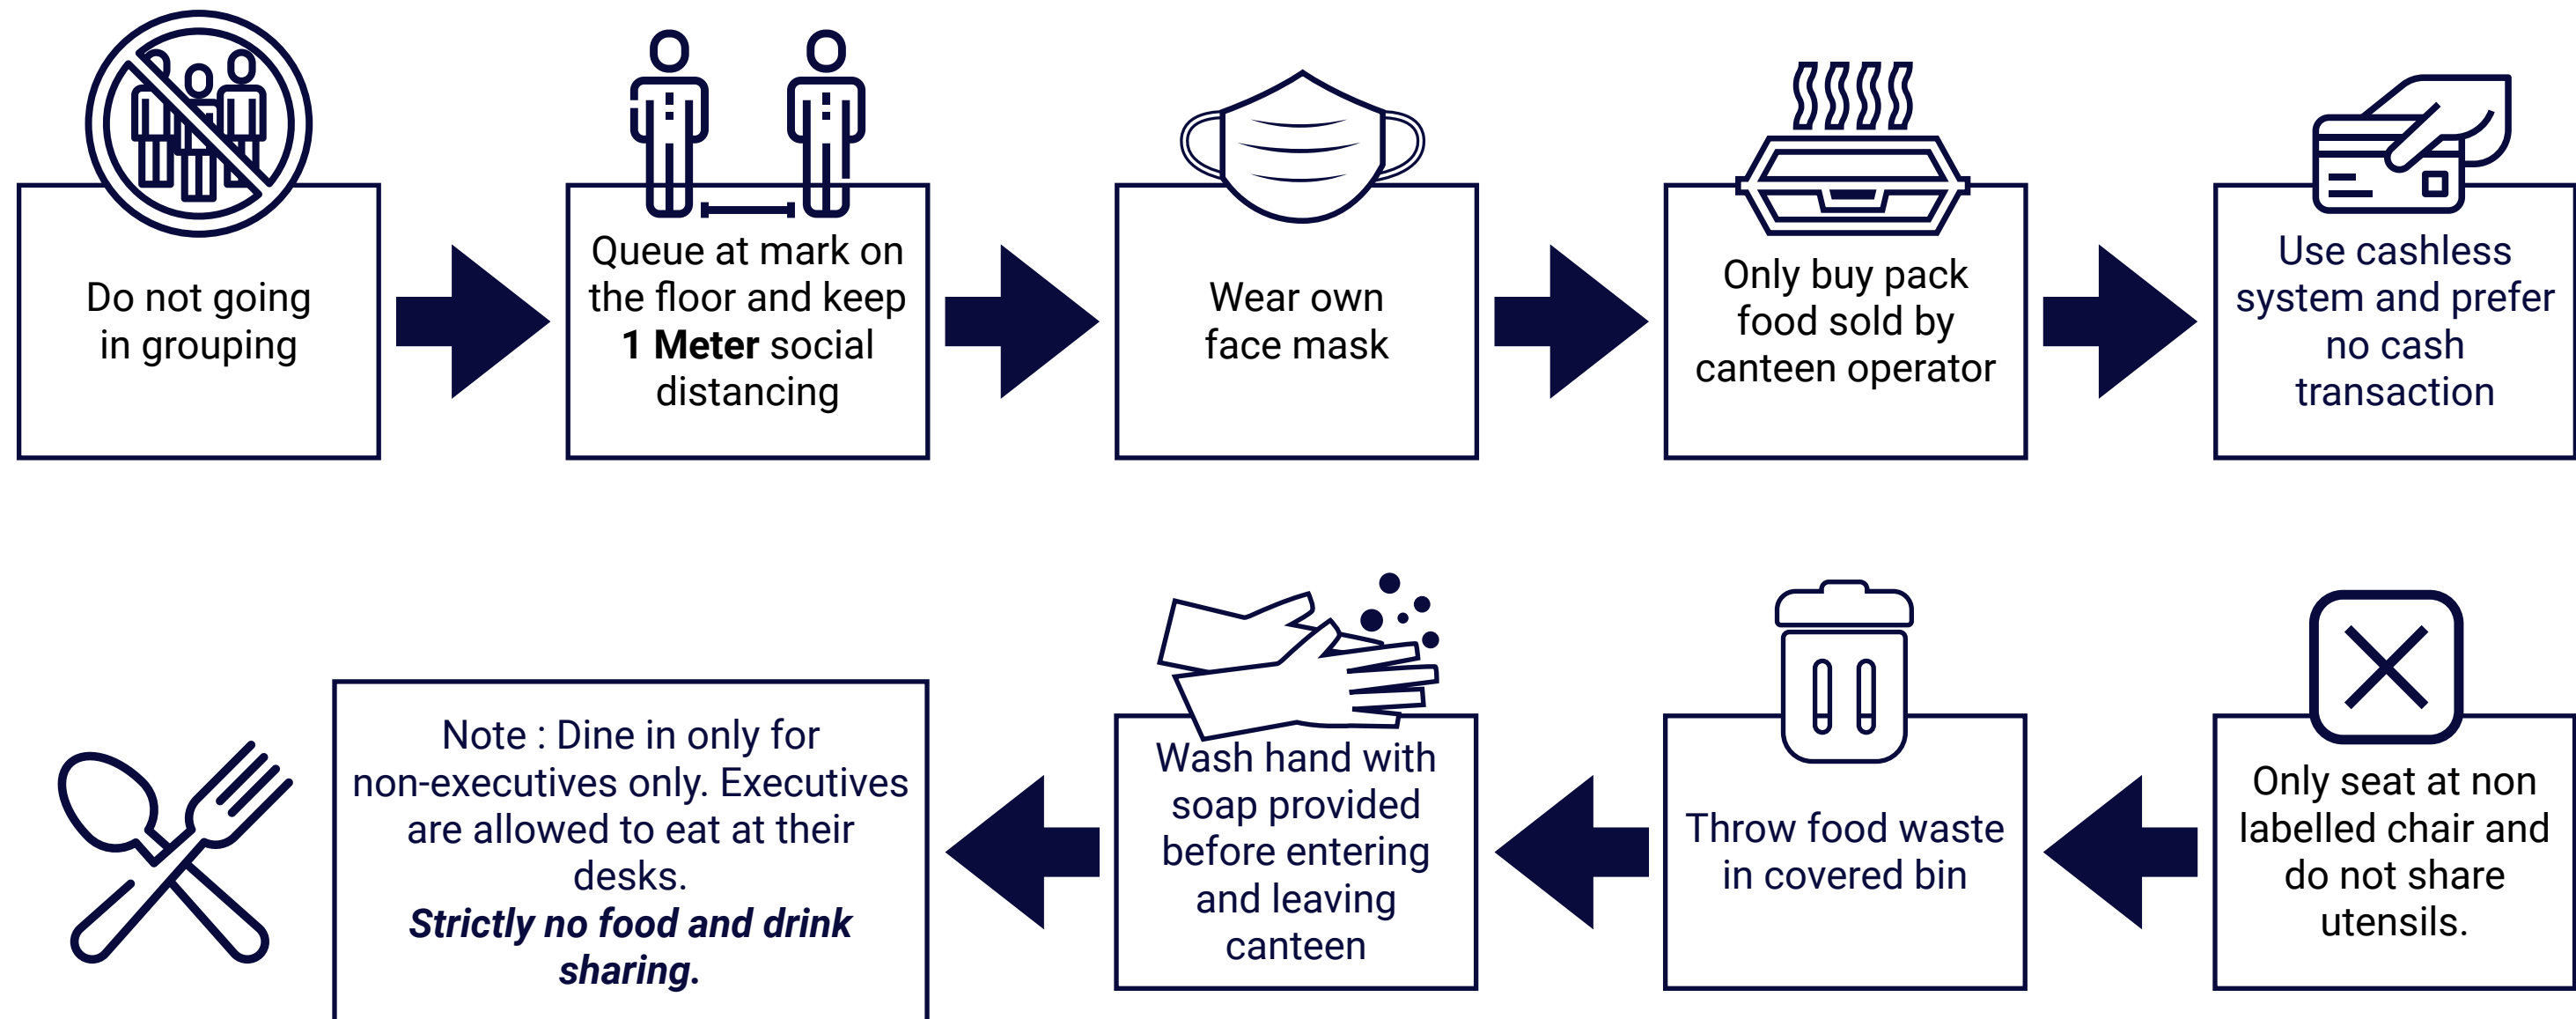 Do not going
in grouping
Queue at mark on
the floor and keep
1 Meter social
distancing
Wear own
face mask
Only buy pack
food sold by
canteen operator
Use cashless
system and prefer
no cash
transaction
Only seat at non
labelled chair and
do not share
utensils.
Throw food waste
in covered bin
Wash hand with
soap provided
before entering
and leaving
canteen
Note : Dine in only for
non-executives only. Executives
are allowed to eat at their
desks.
Strictly no food and drink
sharing.